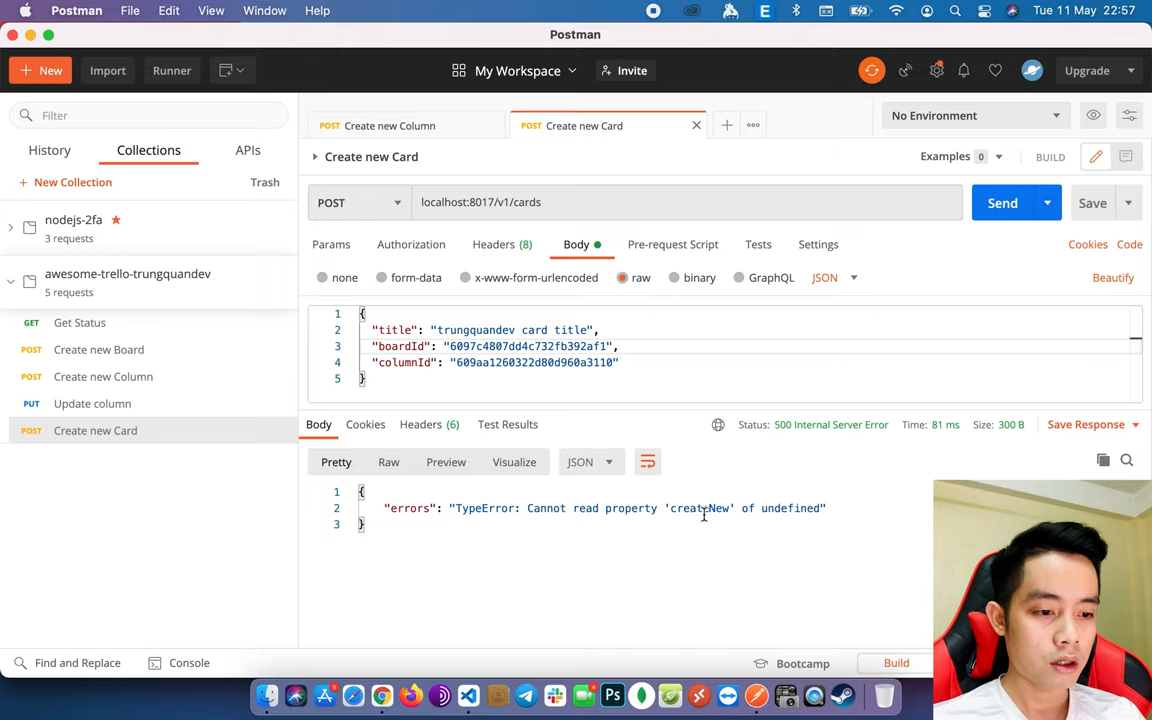 Postman File Edit View Window Help
E
Tue 11 May 22:57
Postman
New Import Runner
My Workspace Invite
Upgrade
Filter
History Collections APIs
+ New Collection Trash
nodejs-2fa
3 requests
awesome-trello-trungquandev
5 requests
GET Get Status
POST Create new Board
POST Create new Column
PUT Update column
POST Create new Card
POST Create new Column
POST Create new Card
No Environment
Create new Card
Examples 0
BUILD
POST localhost:8017/v1/cards
Send Save
Params Authorization Headers (8) Body Pre-request Script Tests Settings
Cookies Code
none form-data x-www-form-urlencoded raw binary GraphQL JSON
Beautify
1 {
2 "title": "trungquandev card title",
3 "boardId": "6097c4807dd4c732fb392af1",
4 "columnId": "609aa1260322d80d960a3110"
5 }
Body Cookies Headers (6) Test Results
Status: 500 Internal Server Error Time: 81 ms Size: 300 B Save Response
Pretty Raw Preview Visualize JSON
1 {
2 "errors": "TypeError: Cannot read property 'createNew' of undefined"
3 }
Find and Replace Console
Bootcamp Build
Ps